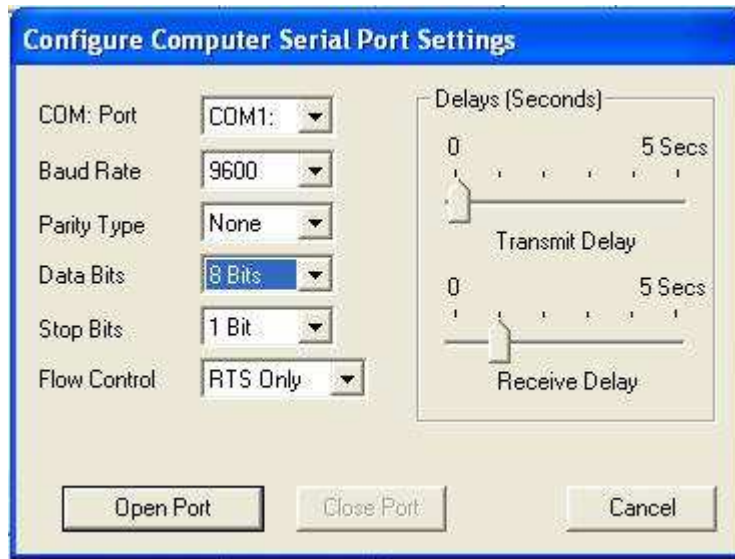 Configure Computer Serial Port Settings
COM: Port COM1:
Baud Rate 9600
Parity Type None
Data Bits 8 Bits
Stop Bits 1 Bit
Flow Control RTS Only
Delays (Seconds)
0 5 Secs
Transmit Delay
0 5 Secs
Receive Delay
Open Port Close Port Cancel